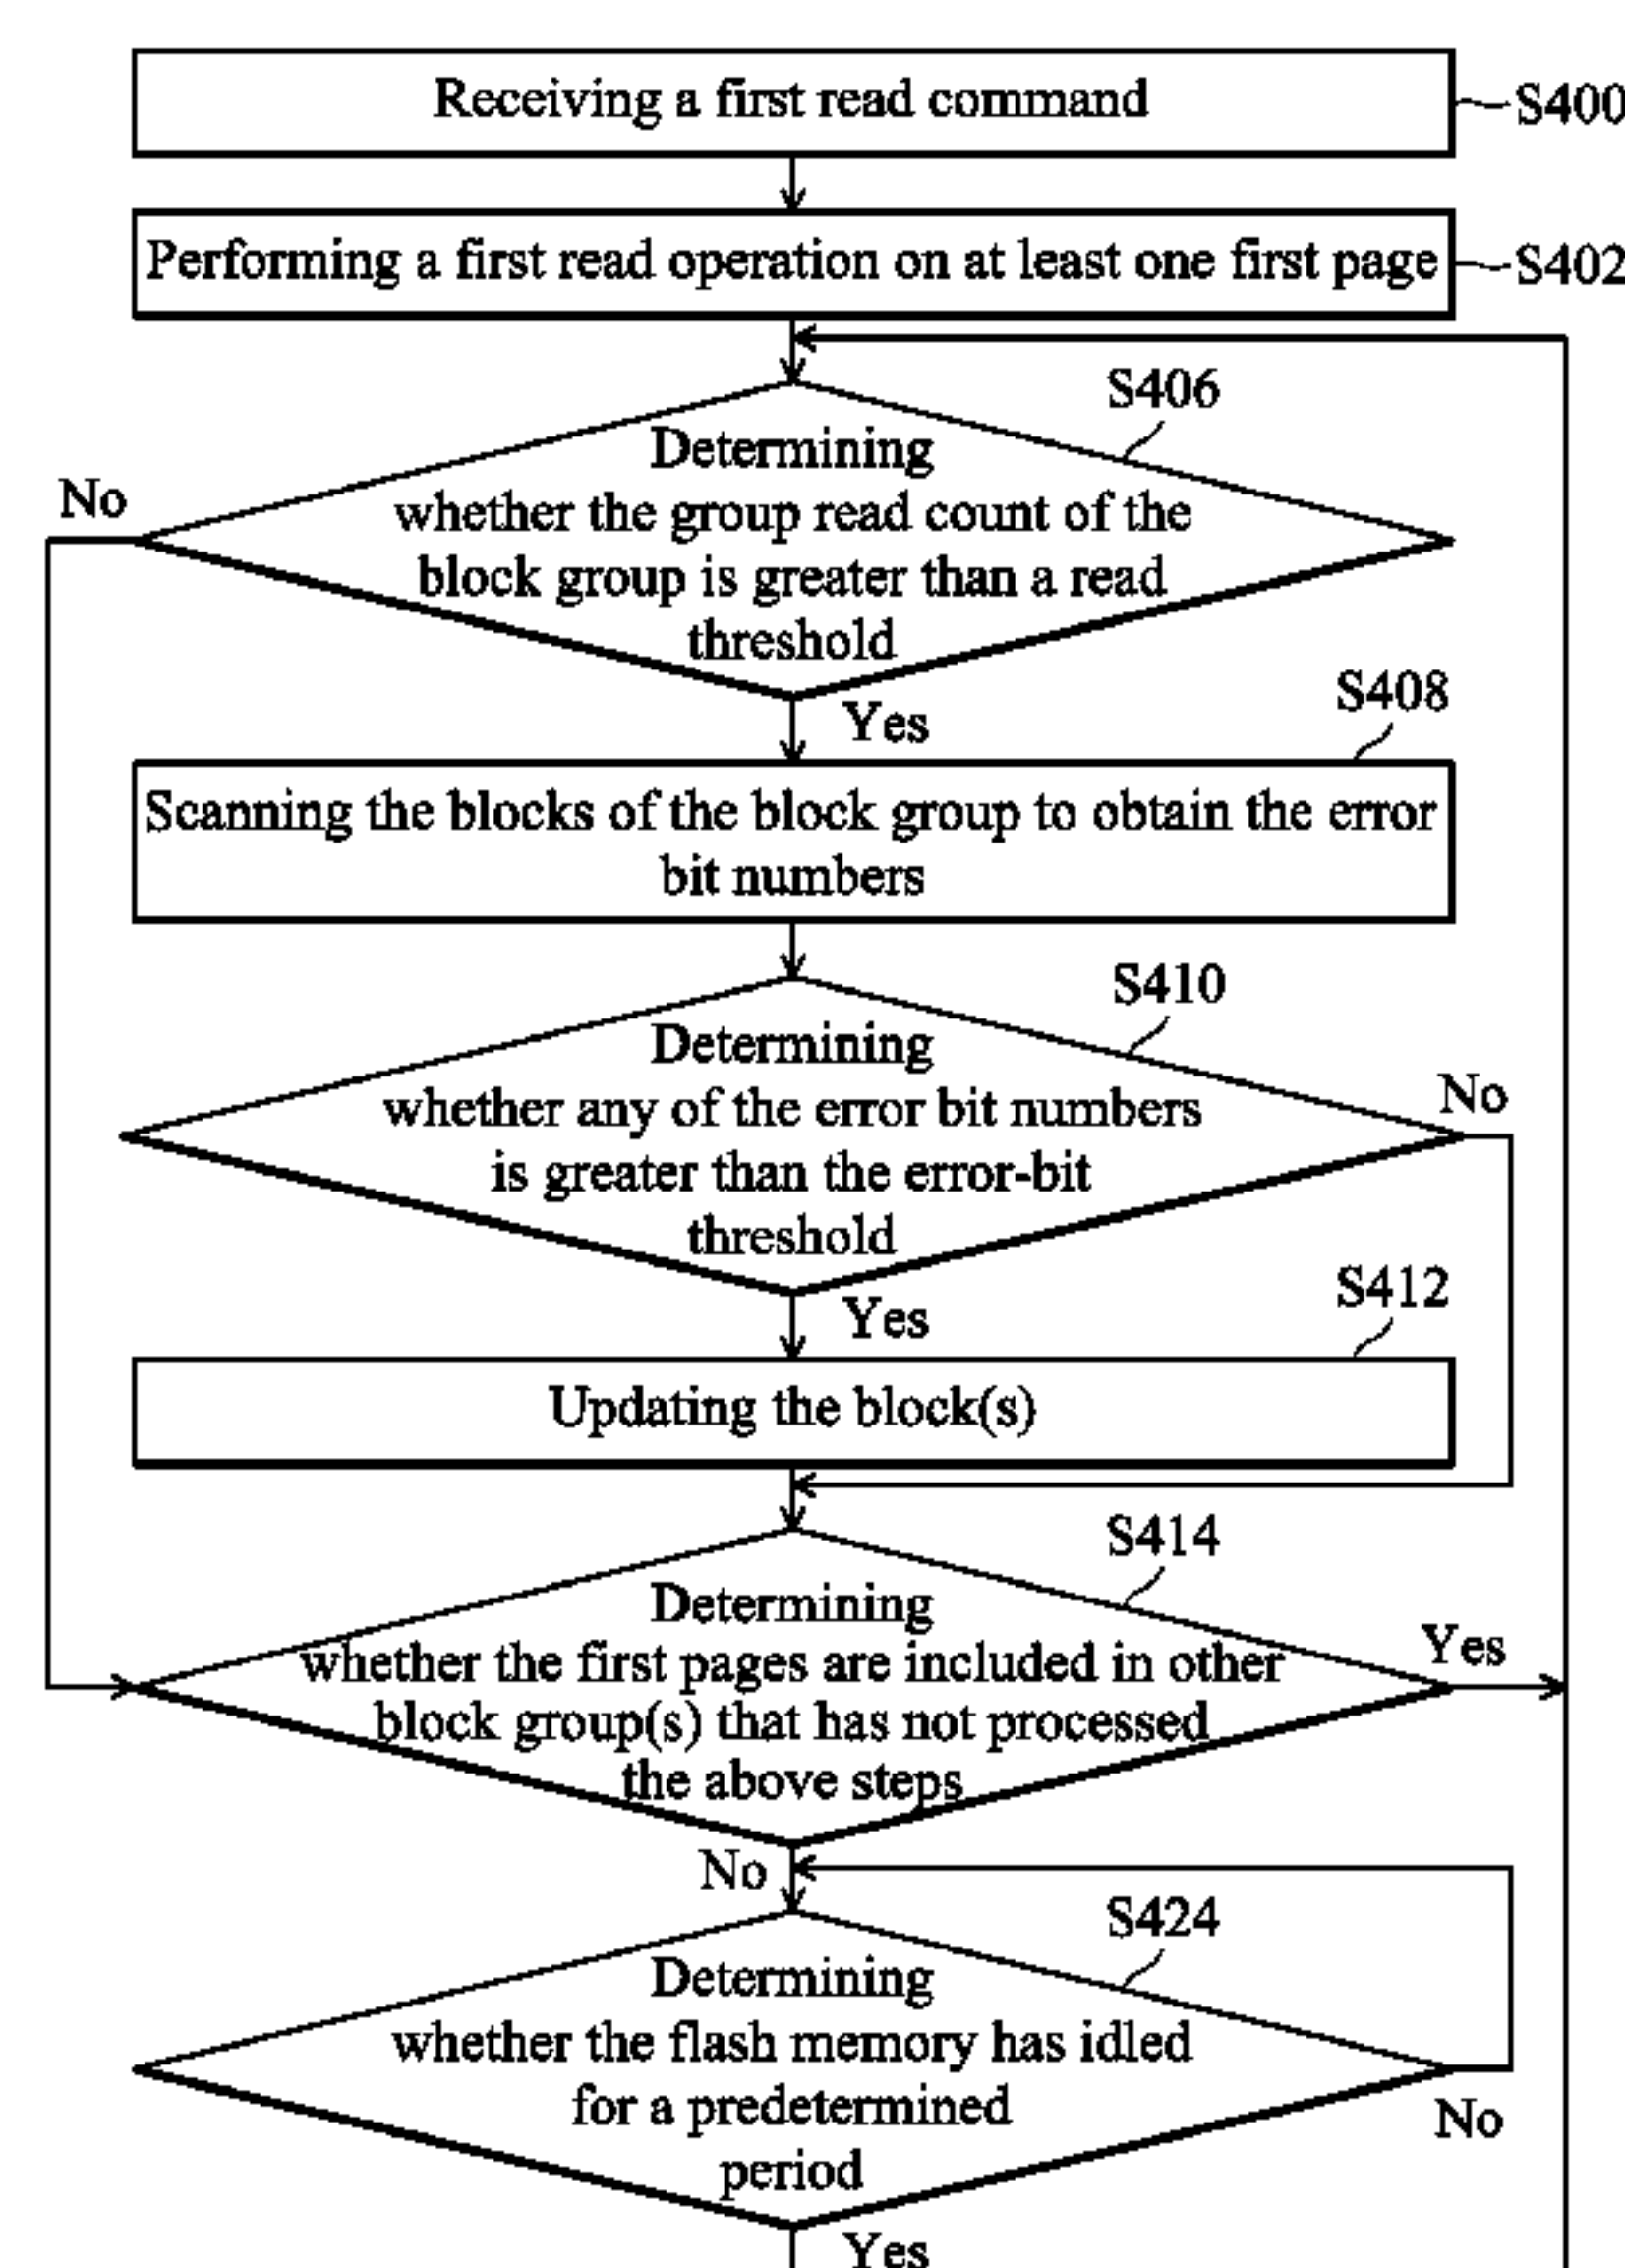 Receiving a first read command
S400
Performing a first read operation on at least one first page
S402
S406
Determining
No
whether the group read count of the
block group is greater than a read
threshold
Yes
S408
Scanning the blocks of the block group to obtain the error
bit numbers
S410
Determining
No
whether any of the error bit numbers
is greater than the error-bit
threshold
Yes
S412
Updating the block(s)
S414
Determining
Yes
whether the first pages are included in other
block group(s) that has not processed
the above steps
No
S424
Determining
whether the flash memory has idled
for a predetermined
No
period
Yes